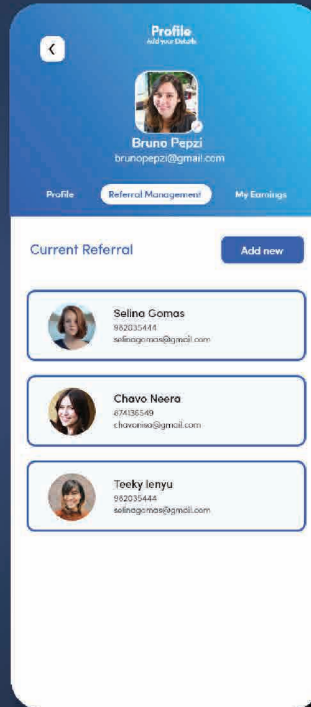 Profile
Add your Details
Bruno Pepzi
brunopepzi@gmail.com
Profile
Referral Management
My Earnings
Current Referral
Add new
Selina Gomas
982035444
selinagomas@gmail.com
Chavo Neera
874136549
chavonisa@gmail.com
Teeky lenyu
982035444
selinagomas@gmail.com